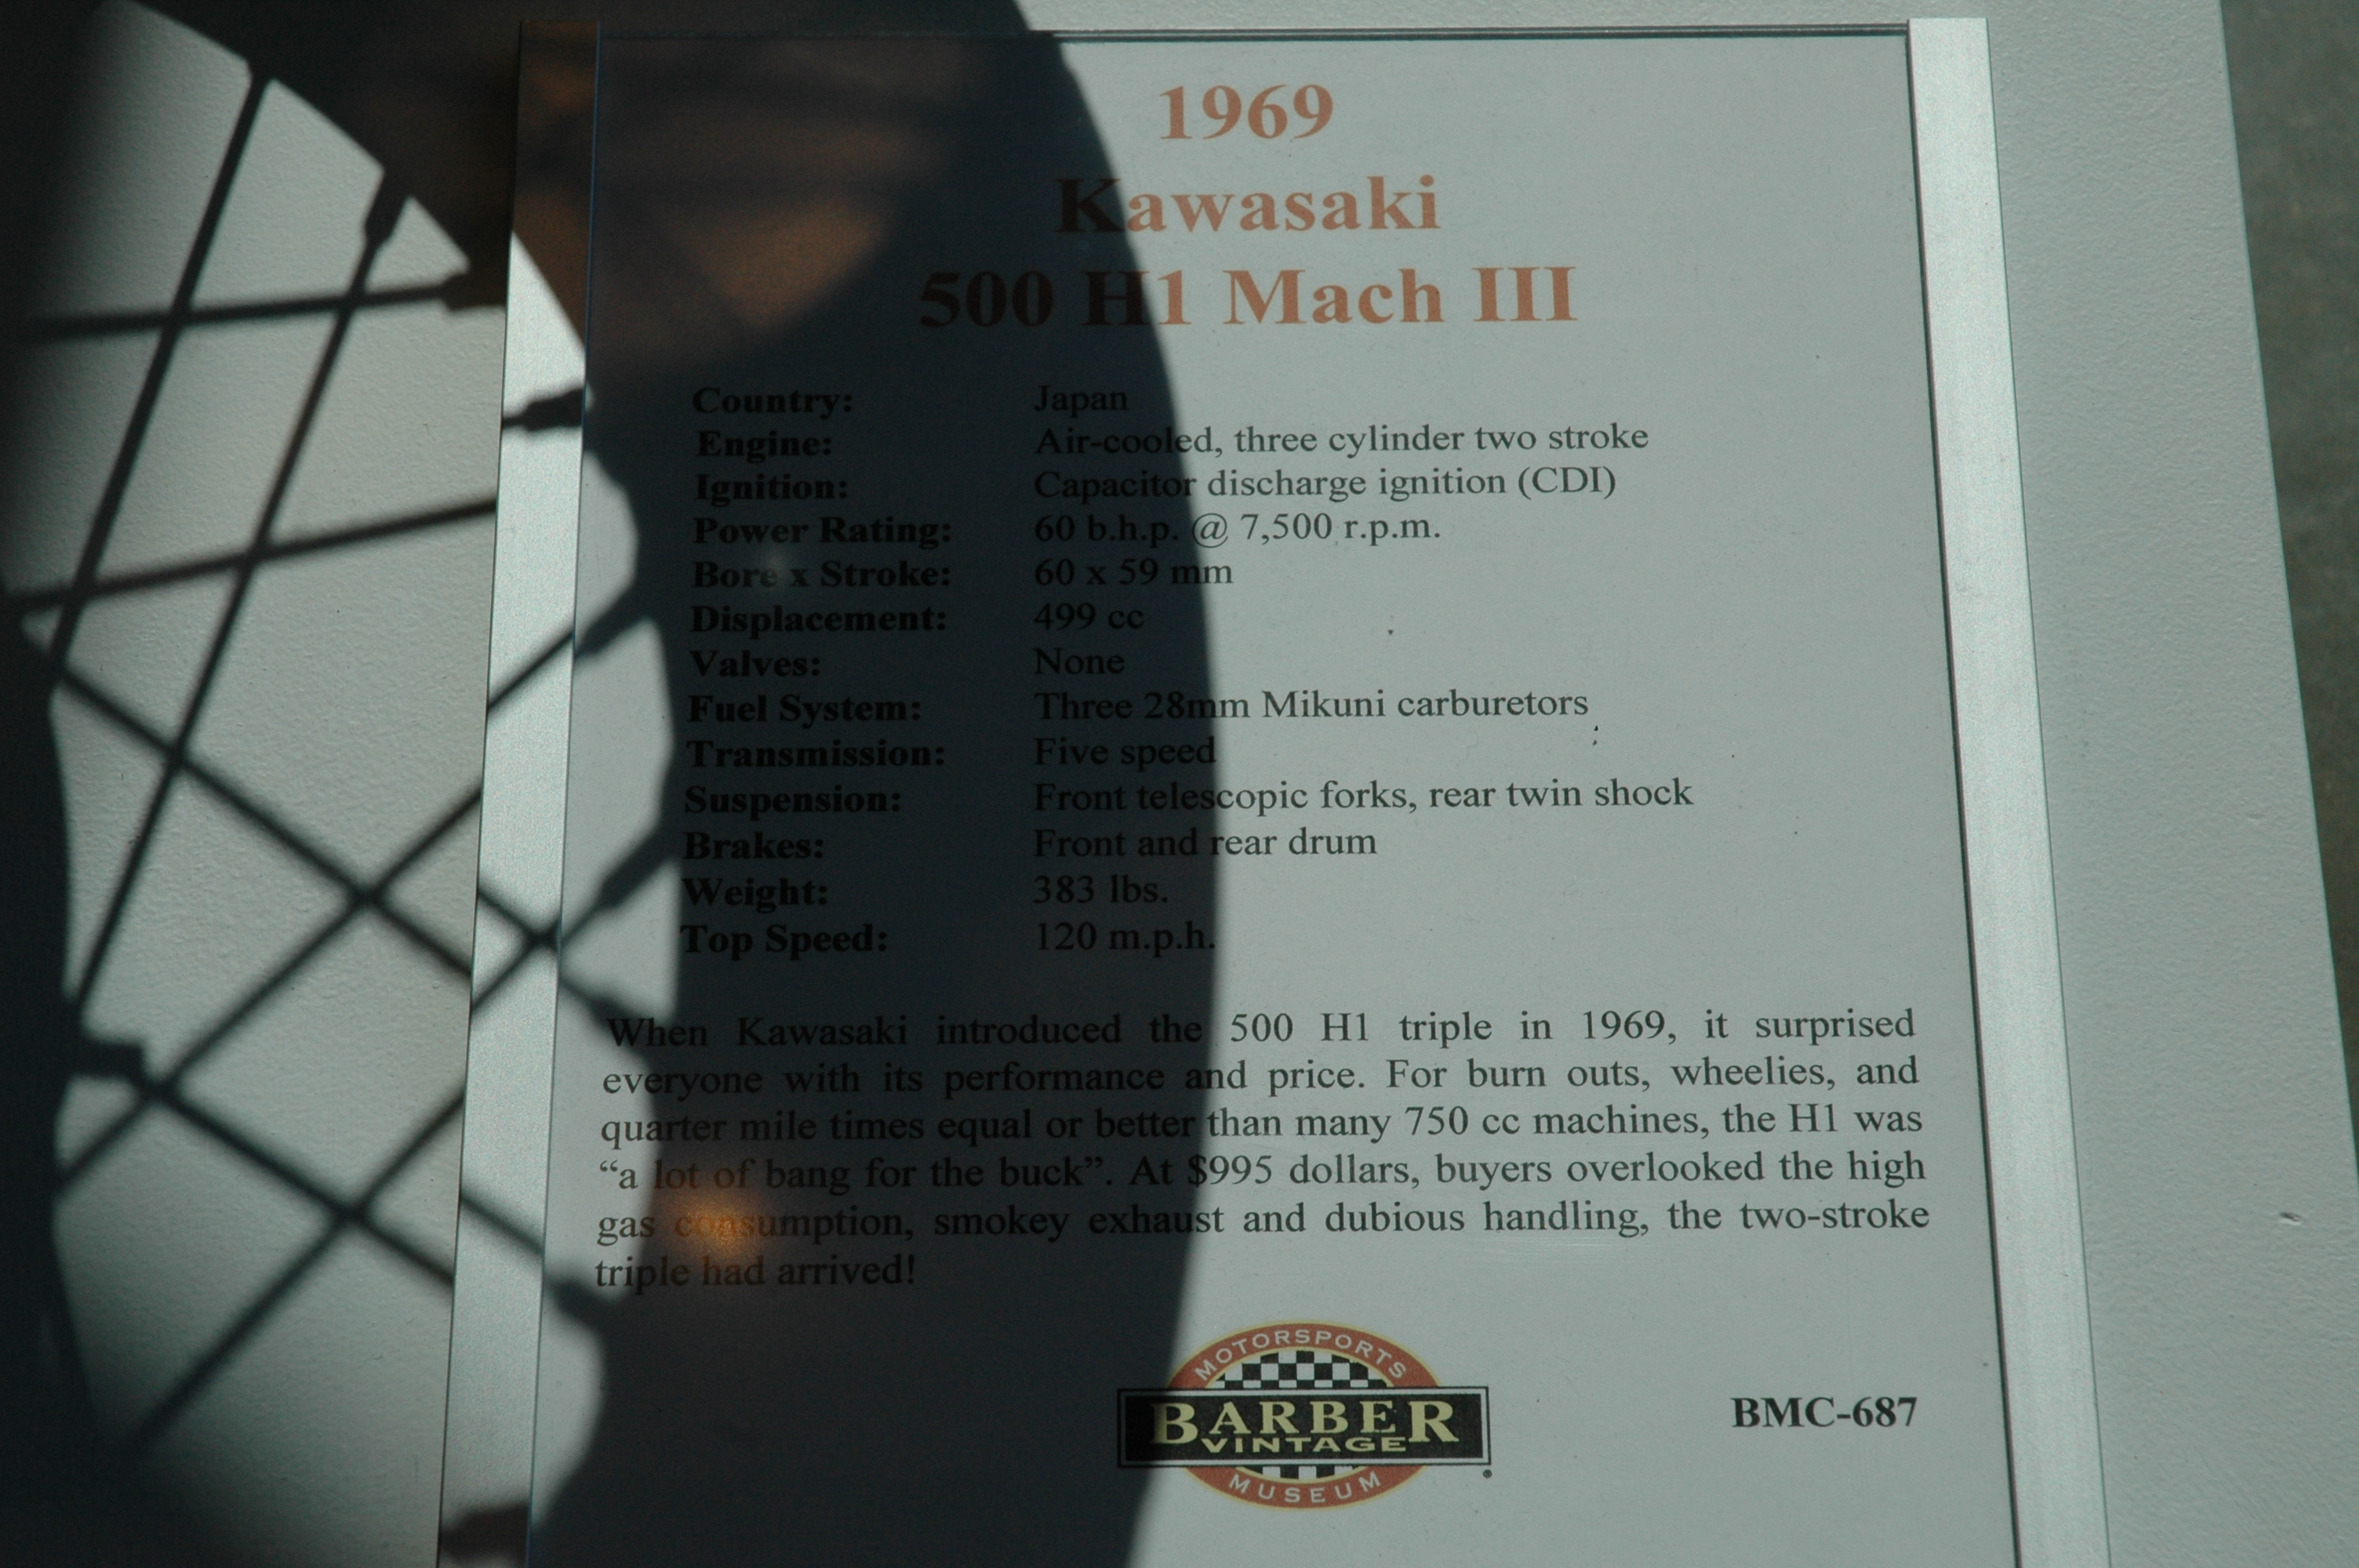 1969
Kawasaki
500 H1 Mach III
Country: Japan
Engine: Air-cooled, three cylinder two stroke
Ignition: Capacitor discharge ignition (CDI)
Power Rating: 60 b.h.p. @ 7,500 r.p.m.
Bore x Stroke: 60 x 59 mm
Displacement: 499 cc
Valves: None
Fuel System: Three 28mm Mikuni carburetors
Transmission: Five speed
Suspension: Front telescopic forks, rear twin shock
Brakes: Front and rear drum
Weight: 383 lbs.
Top Speed: 120 m.p.h.
When Kawasaki introduced the 500 H1 triple in 1969, it surprised
everyone with its performance and price. For burn outs, wheelies, and
quarter mile times equal or better than many 750 cc machines, the H1 was
“a lot of bang for the buck”. At $995 dollars, buyers overlooked the high
gas consumption, smokey exhaust and dubious handling, the two-stroke
triple had arrived!
MOTORSPORTS
BARBER
VINTAGE
MUSEUM
BMC-687